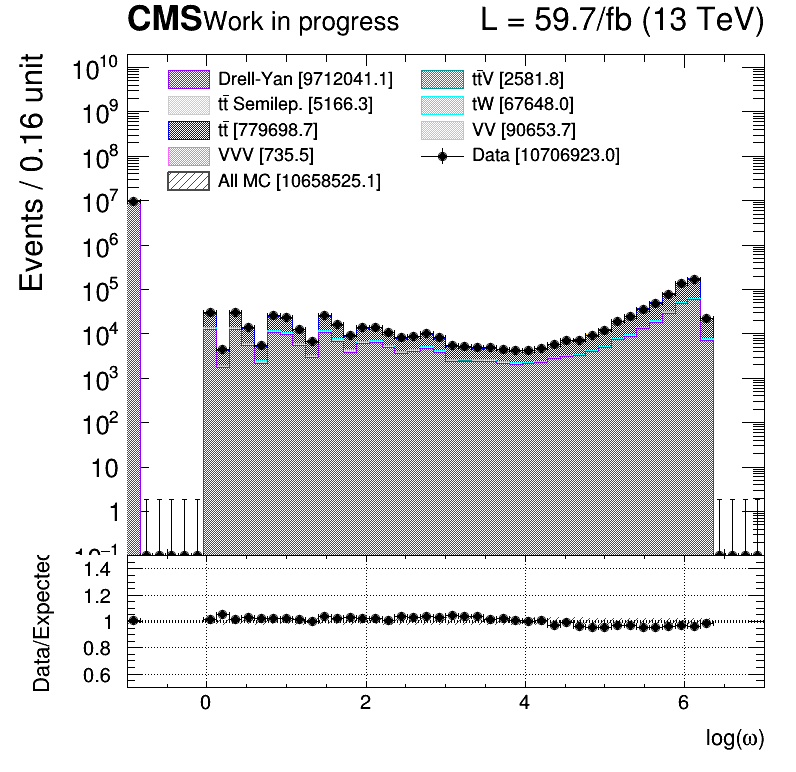 CMS Work in progress L = 59.7/fb (13 TeV)
Events / 0.16 unit
10^10
10^9
10^8
10^7
10^6
10^5
10^4
10^3
10^2
10
1
10^−1
Drell-Yan [9712041.1]
tt̄ Semilep. [5166.3]
tt̄ [779698.7]
VVV [735.5]
All MC [10658525.1]
tt̄V [2581.8]
tW [67648.0]
VV [90653.7]
Data [10706923.0]
Data/Expected
1.4
1.2
1
0.8
0.6
0 2 4 6
log(ω)